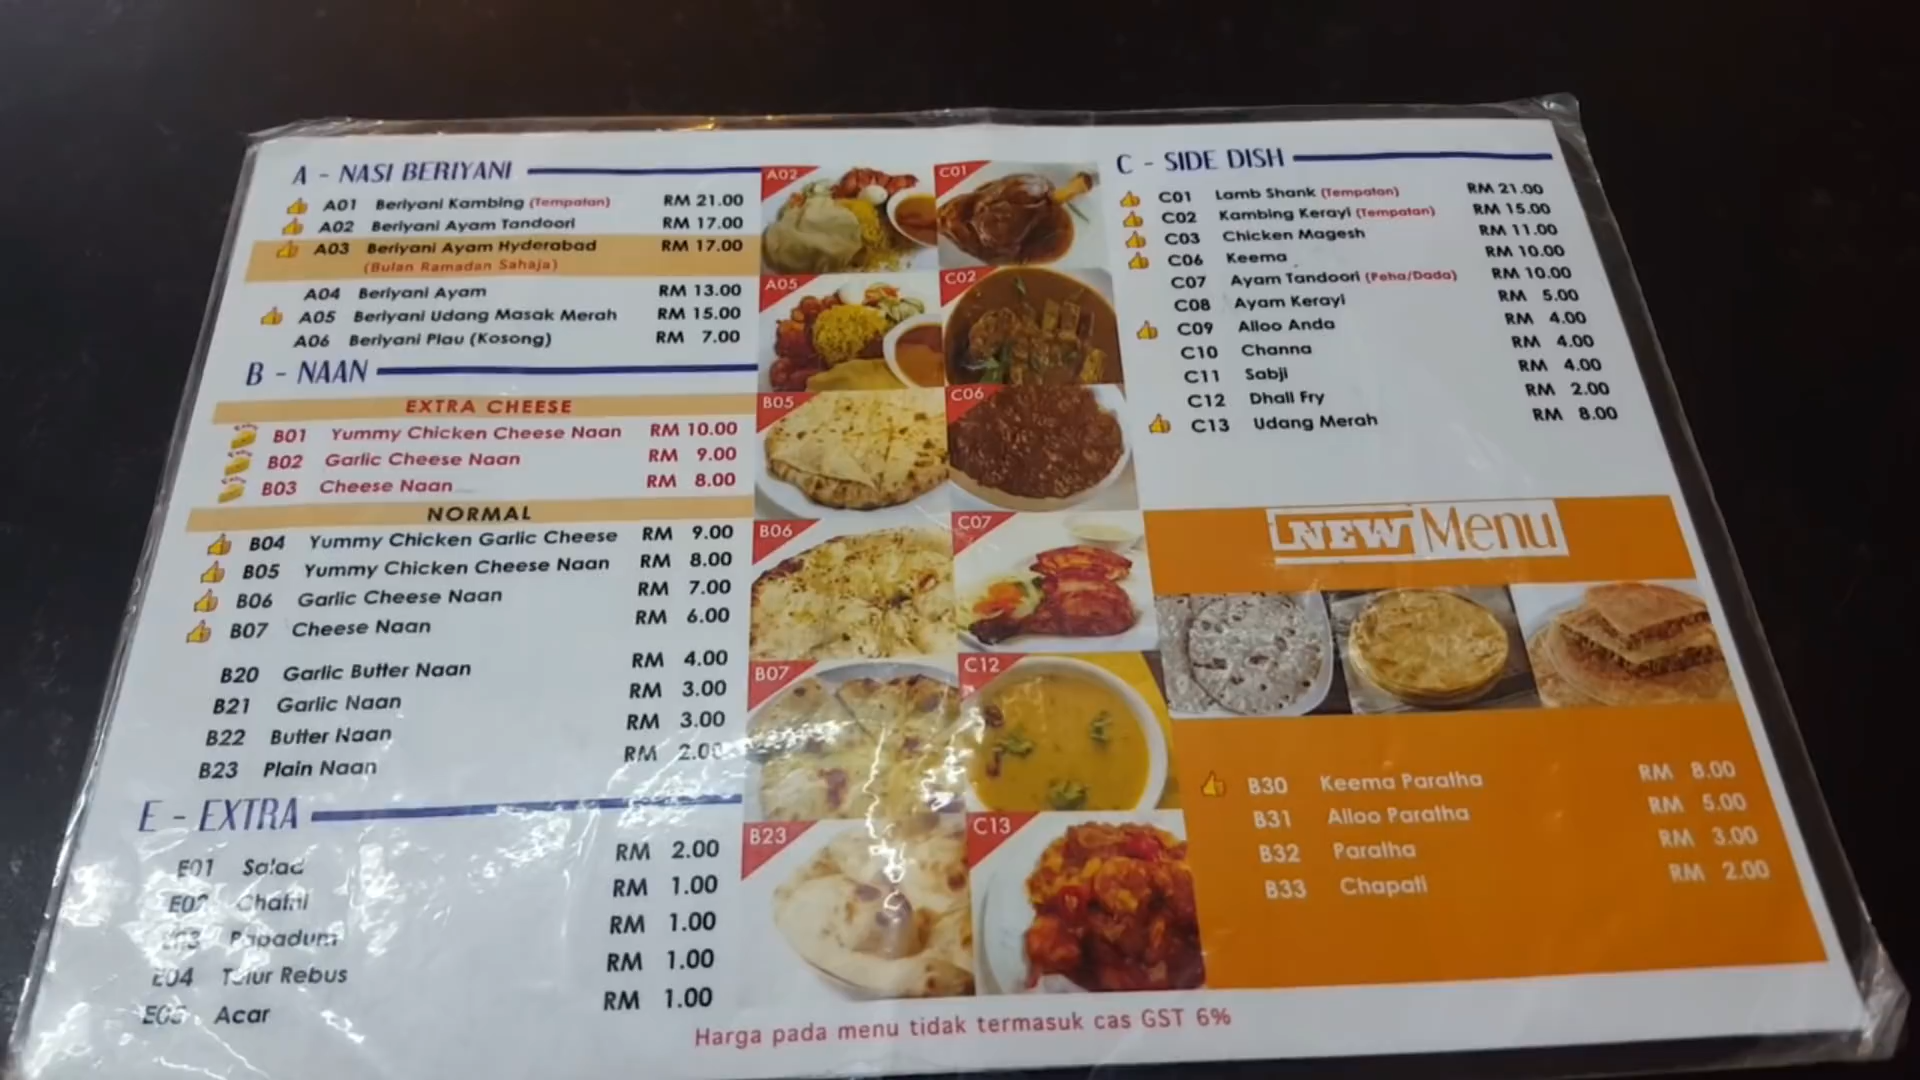 A - NASI BERIYANI
A01 Beriyani Kambing (Tempatan) RM 21.00
A02 Beriyani Ayam Tandoori RM 17.00
A03 Beriyani Ayam Hyderabad RM 17.00
(Bulan Ramadan Sahaja)
A04 Beriyani Ayam RM 13.00
A05 Beriyani Udang Masak Merah RM 15.00
A06 Beriyani Plau (Kosong) RM 7.00
B - NAAN
EXTRA CHEESE
B01 Yummy Chicken Cheese Naan RM 10.00
B02 Garlic Cheese Naan RM 9.00
B03 Cheese Naan RM 8.00
NORMAL
B04 Yummy Chicken Garlic Cheese RM 9.00
B05 Yummy Chicken Cheese Naan RM 8.00
B06 Garlic Cheese Naan RM 7.00
B07 Cheese Naan RM 6.00
B20 Garlic Butter Naan RM 4.00
B21 Garlic Naan RM 3.00
B22 Butter Naan RM 3.00
B23 Plain Naan RM 2.00
E - EXTRA
E01 Salad RM 2.00
E02 Chatni RM 1.00
E03 Papadum RM 1.00
E04 Telur Rebus RM 1.00
E05 Acar RM 1.00
A02 C01
A05 C02
B05 C06
B06 C07
B07 C12
B23 C13
C - SIDE DISH
C01 Lamb Shank (Tempatan) RM 21.00
C02 Kambing Kerayi (Tempatan) RM 15.00
C03 Chicken Magesh RM 11.00
C06 Keema RM 10.00
C07 Ayam Tandoori (Peha/Dada) RM 10.00
C08 Ayam Kerayi RM 5.00
C09 Alloo Anda RM 4.00
C10 Channa RM 4.00
C11 Sabji RM 4.00
C12 Dhall Fry RM 2.00
C13 Udang Merah RM 8.00
NEW Menu
B30 Keema Paratha RM 8.00
B31 Alloo Paratha RM 5.00
B32 Paratha RM 3.00
B33 Chapati RM 2.00
Harga pada menu tidak termasuk cas GST 6%